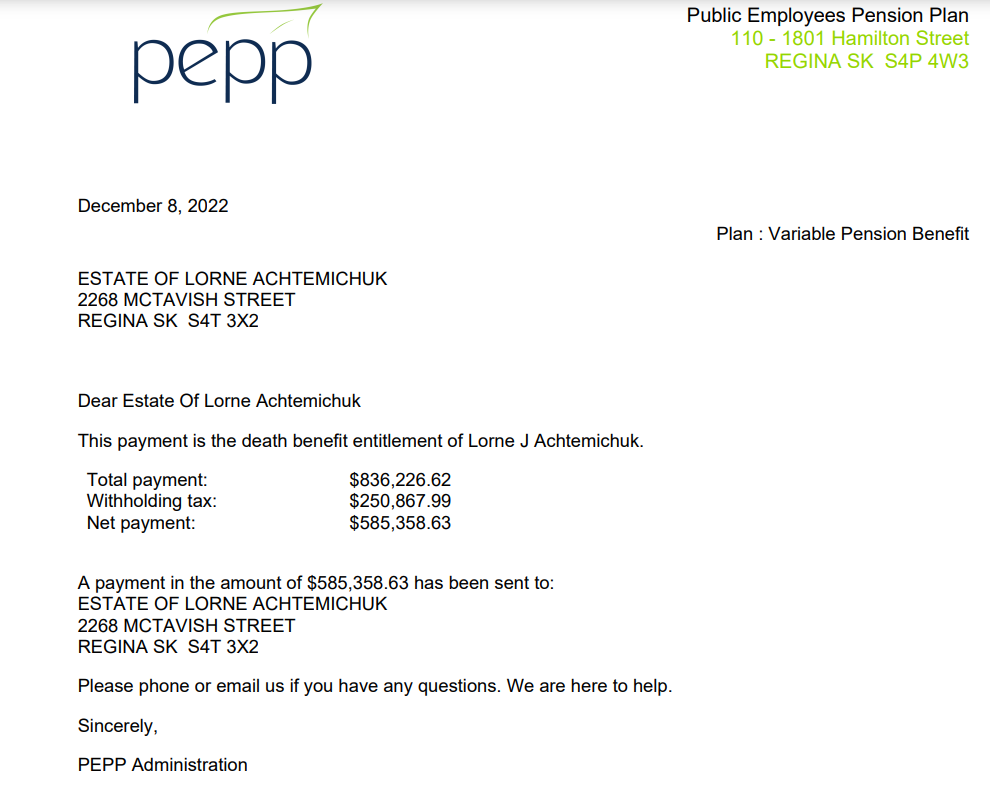 pepp
Public Employees Pension Plan
110 - 1801 Hamilton Street
REGINA SK  S4P 4W3
December 8, 2022
Plan : Variable Pension Benefit
ESTATE OF LORNE ACHTEMICHUK
2268 MCTAVISH STREET
REGINA SK  S4T 3X2
Dear Estate Of Lorne Achtemichuk
This payment is the death benefit entitlement of Lorne J Achtemichuk.
Total payment: $836,226.62
Withholding tax: $250,867.99
Net payment: $585,358.63
A payment in the amount of $585,358.63 has been sent to:
ESTATE OF LORNE ACHTEMICHUK
2268 MCTAVISH STREET
REGINA SK  S4T 3X2
Please phone or email us if you have any questions. We are here to help.
Sincerely,
PEPP Administration